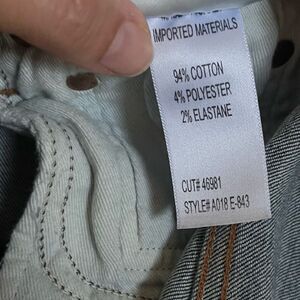 IMPORTED MATERIALS
94% COTTON
4% POLYESTER
2% ELASTANE
CUT# 46981
STYLE# A018 E-843